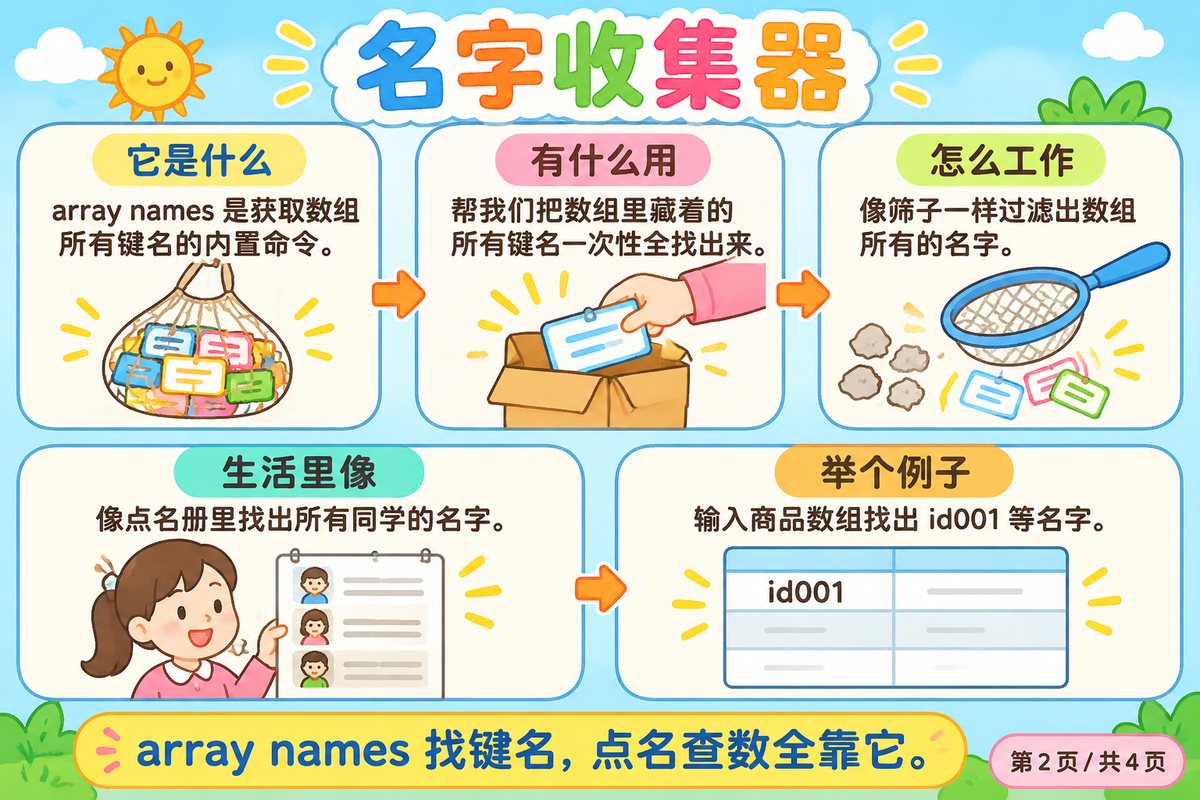 名字收集器
它是什么
array names 是获取数组
所有键名的内置命令。
有什么用
帮我们把数组里藏着的
所有键名一次性全找出来。
怎么工作
像筛子一样过滤出数组
所有的名字。
生活里像
像点名册里找出所有同学的名字。
举个例子
输入商品数组找出 id001 等名字。
id001
array names 找键名，点名查数全靠它。
第2页/共4页